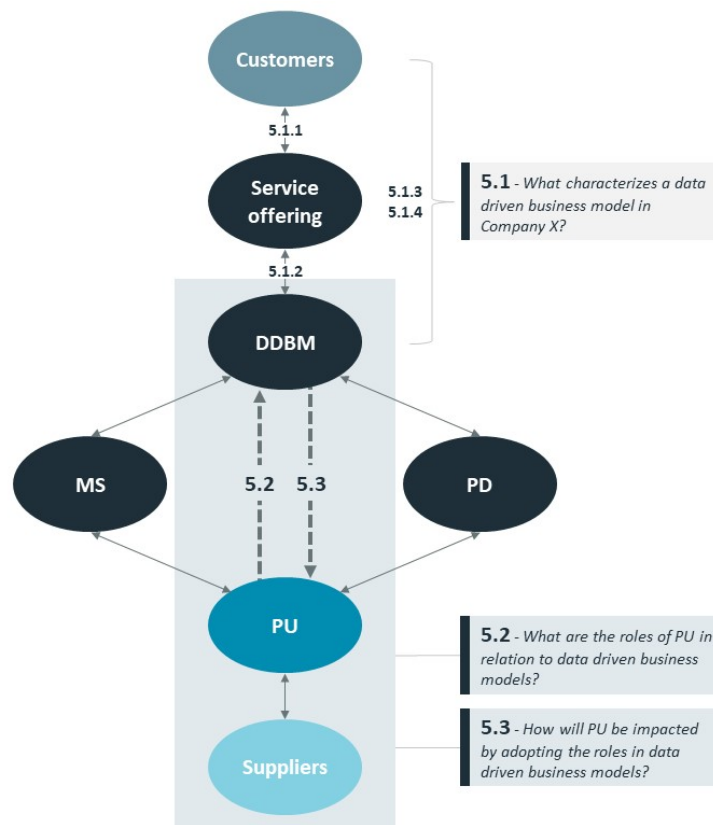 Customers
5.1.1
Service
offering
5.1.3
5.1.4
5.1 - What characterizes a data
driven business model in
Company X?
5.1.2
DDBM
MS
5.2
5.3
PD
PU
5.2 - What are the roles of PU in
relation to data driven business
models?
5.3 - How will PU be impacted
by adopting the roles in data
driven business models?
Suppliers